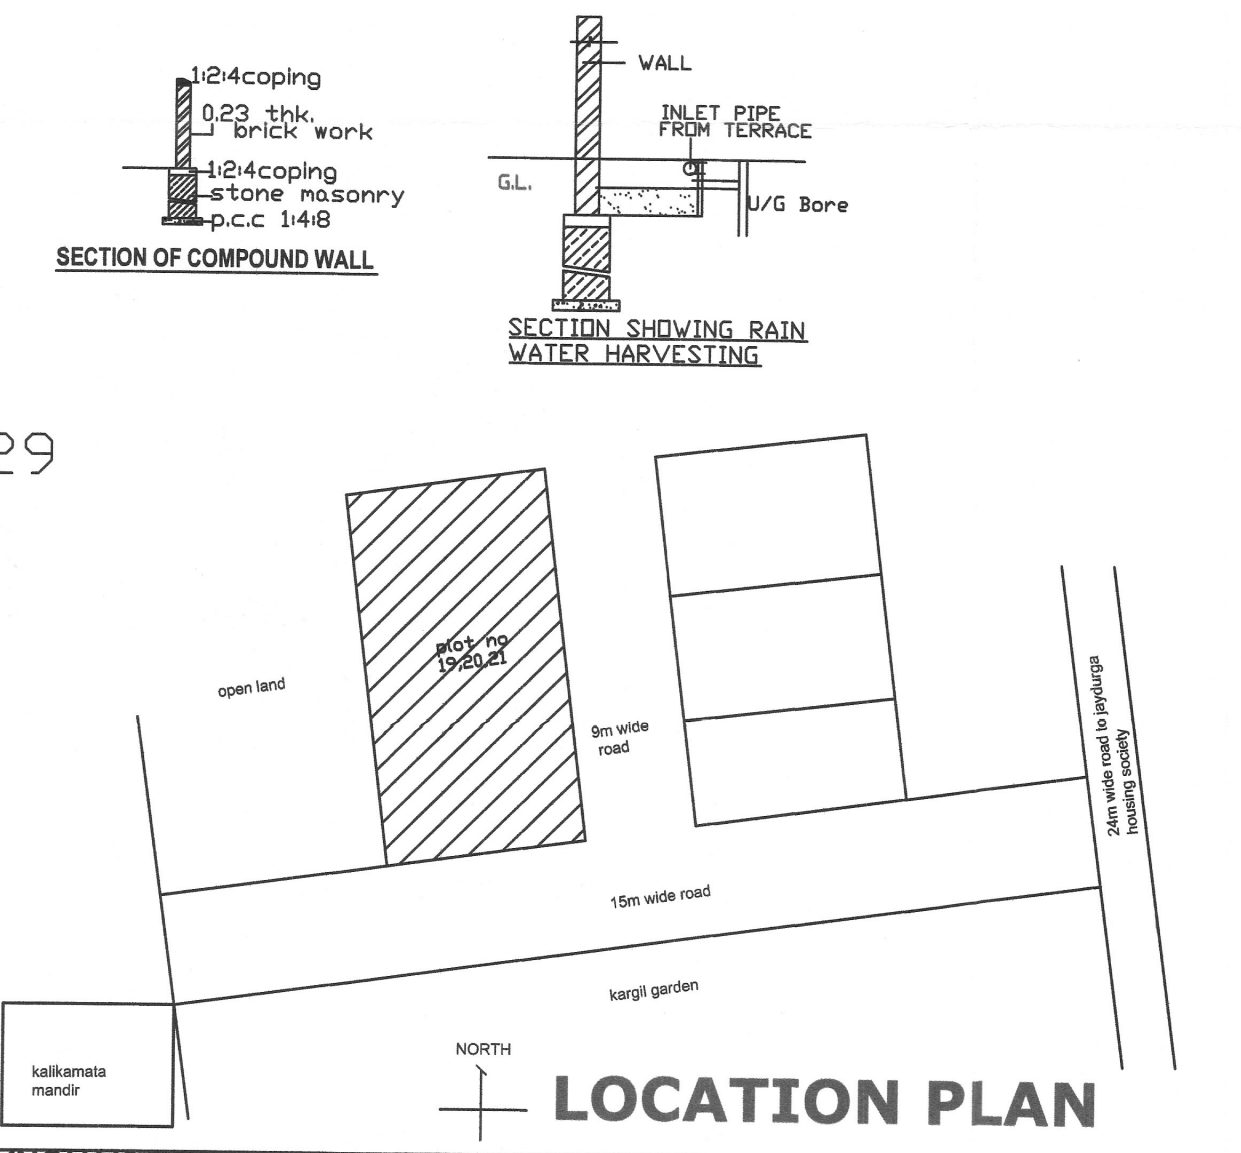 1:2:4coping
0.23 thk.
brick work
1:2:4coping
stone masonry
p.c.c 1:4:8
SECTION OF COMPOUND WALL
WALL
INLET PIPE
FROM TERRACE
G.L.
U/G Bore
SECTION SHOWING RAIN
WATER HARVESTING
29
plot no
19,20,21
open land
9m wide
road
24m wide road to jaydurga
housing society
15m wide road
kargil garden
kalikamata
mandir
NORTH
LOCATION PLAN